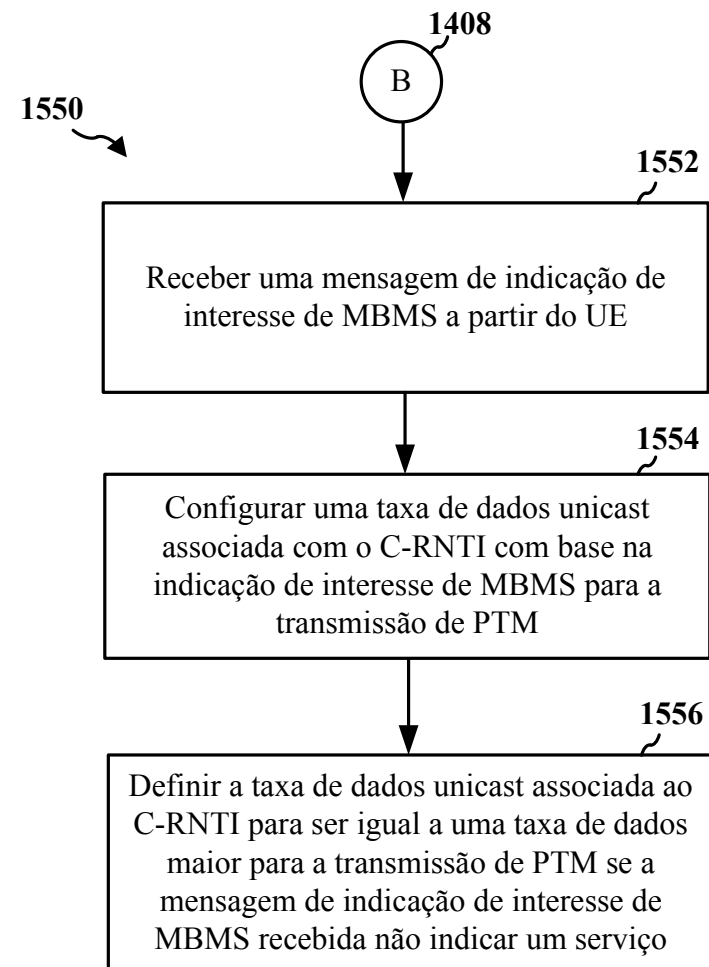 1408
B
1550
1552
Receber uma mensagem de indicação de
interesse de MBMS a partir do UE
1554
Configurar uma taxa de dados unicast
associada com o C-RNTI com base na
indicação de interesse de MBMS para a
transmissão de PTM
1556
Definir a taxa de dados unicast associada ao
C-RNTI para ser igual a uma taxa de dados
maior para a transmissão de PTM se a
mensagem de indicação de interesse de
MBMS recebida não indicar um serviço